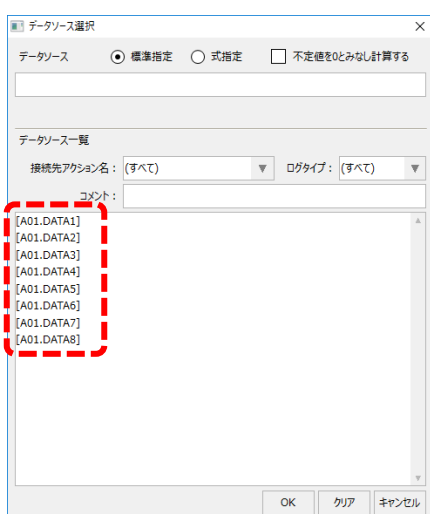 データソース選択
データソース 標準指定 式指定 不定値を0とみなし計算する
データソース一覧
接続先アクション名： (すべて) ログタイプ： (すべて)
コメント：
[A01.DATA1]
[A01.DATA2]
[A01.DATA3]
[A01.DATA4]
[A01.DATA5]
[A01.DATA6]
[A01.DATA7]
[A01.DATA8]
OK クリア キャンセル